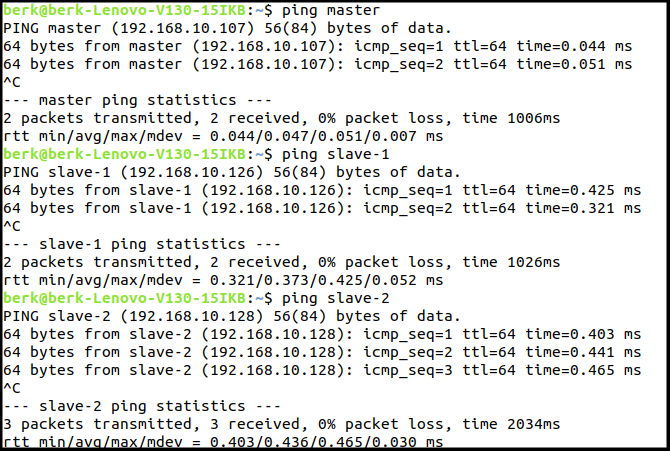 berk@berk-Lenovo-V130-15IKB:~$ ping master
PING master (192.168.10.107) 56(84) bytes of data.
64 bytes from master (192.168.10.107): icmp_seq=1 ttl=64 time=0.044 ms
64 bytes from master (192.168.10.107): icmp_seq=2 ttl=64 time=0.051 ms
^C
--- master ping statistics ---
2 packets transmitted, 2 received, 0% packet loss, time 1006ms
rtt min/avg/max/mdev = 0.044/0.047/0.051/0.007 ms
berk@berk-Lenovo-V130-15IKB:~$ ping slave-1
PING slave-1 (192.168.10.126) 56(84) bytes of data.
64 bytes from slave-1 (192.168.10.126): icmp_seq=1 ttl=64 time=0.425 ms
64 bytes from slave-1 (192.168.10.126): icmp_seq=2 ttl=64 time=0.321 ms
^C
--- slave-1 ping statistics ---
2 packets transmitted, 2 received, 0% packet loss, time 1026ms
rtt min/avg/max/mdev = 0.321/0.373/0.425/0.052 ms
berk@berk-Lenovo-V130-15IKB:~$ ping slave-2
PING slave-2 (192.168.10.128) 56(84) bytes of data.
64 bytes from slave-2 (192.168.10.128): icmp_seq=1 ttl=64 time=0.403 ms
64 bytes from slave-2 (192.168.10.128): icmp_seq=2 ttl=64 time=0.441 ms
64 bytes from slave-2 (192.168.10.128): icmp_seq=3 ttl=64 time=0.465 ms
^C
--- slave-2 ping statistics ---
3 packets transmitted, 3 received, 0% packet loss, time 2034ms
rtt min/avg/max/mdev = 0.403/0.436/0.465/0.030 ms